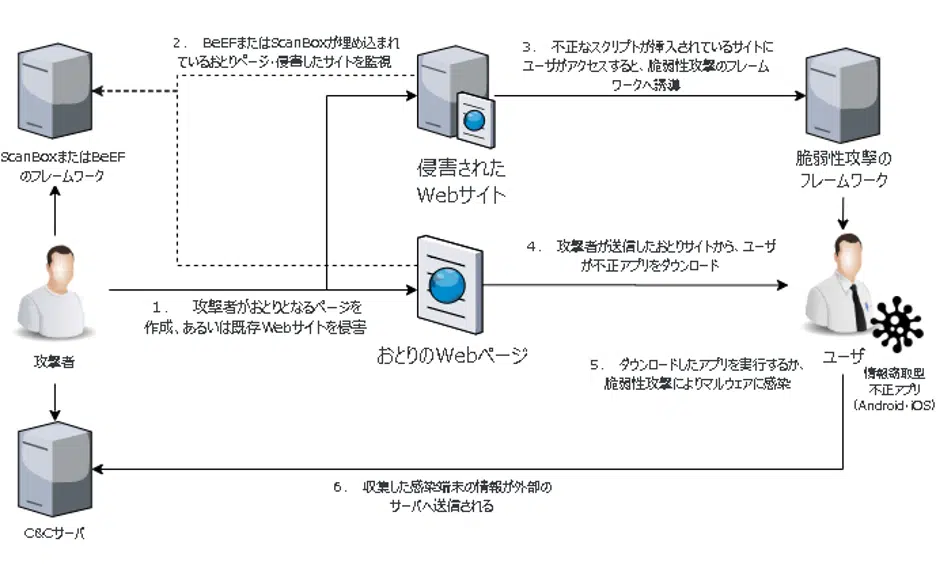 2. BeEFまたはScanBoxが埋め込まれ
ているおとりページ・侵害したサイトを監視
3. 不正なスクリプトが挿入されているサイトに
ユーザがアクセスすると、脆弱性攻撃のフレーム
ワークへ誘導
ScanBoxまたはBeEF
のフレームワーク
侵害された
Webサイト
脆弱性攻撃の
フレームワーク
4. 攻撃者が送信したおとりサイトから、ユーザ
が不正アプリをダウンロード
1. 攻撃者がおとりとなるページを
作成、あるいは既存Webサイトを侵害
攻撃者
おとりのWebページ
ユーザ
5. ダウンロードしたアプリを実行するか、
脆弱性攻撃によりマルウェアに感染
情報窃取型
不正アプリ
(Android・iOS)
6. 収集した感染端末の情報が外部の
サーバへ送信される
C&Cサーバ